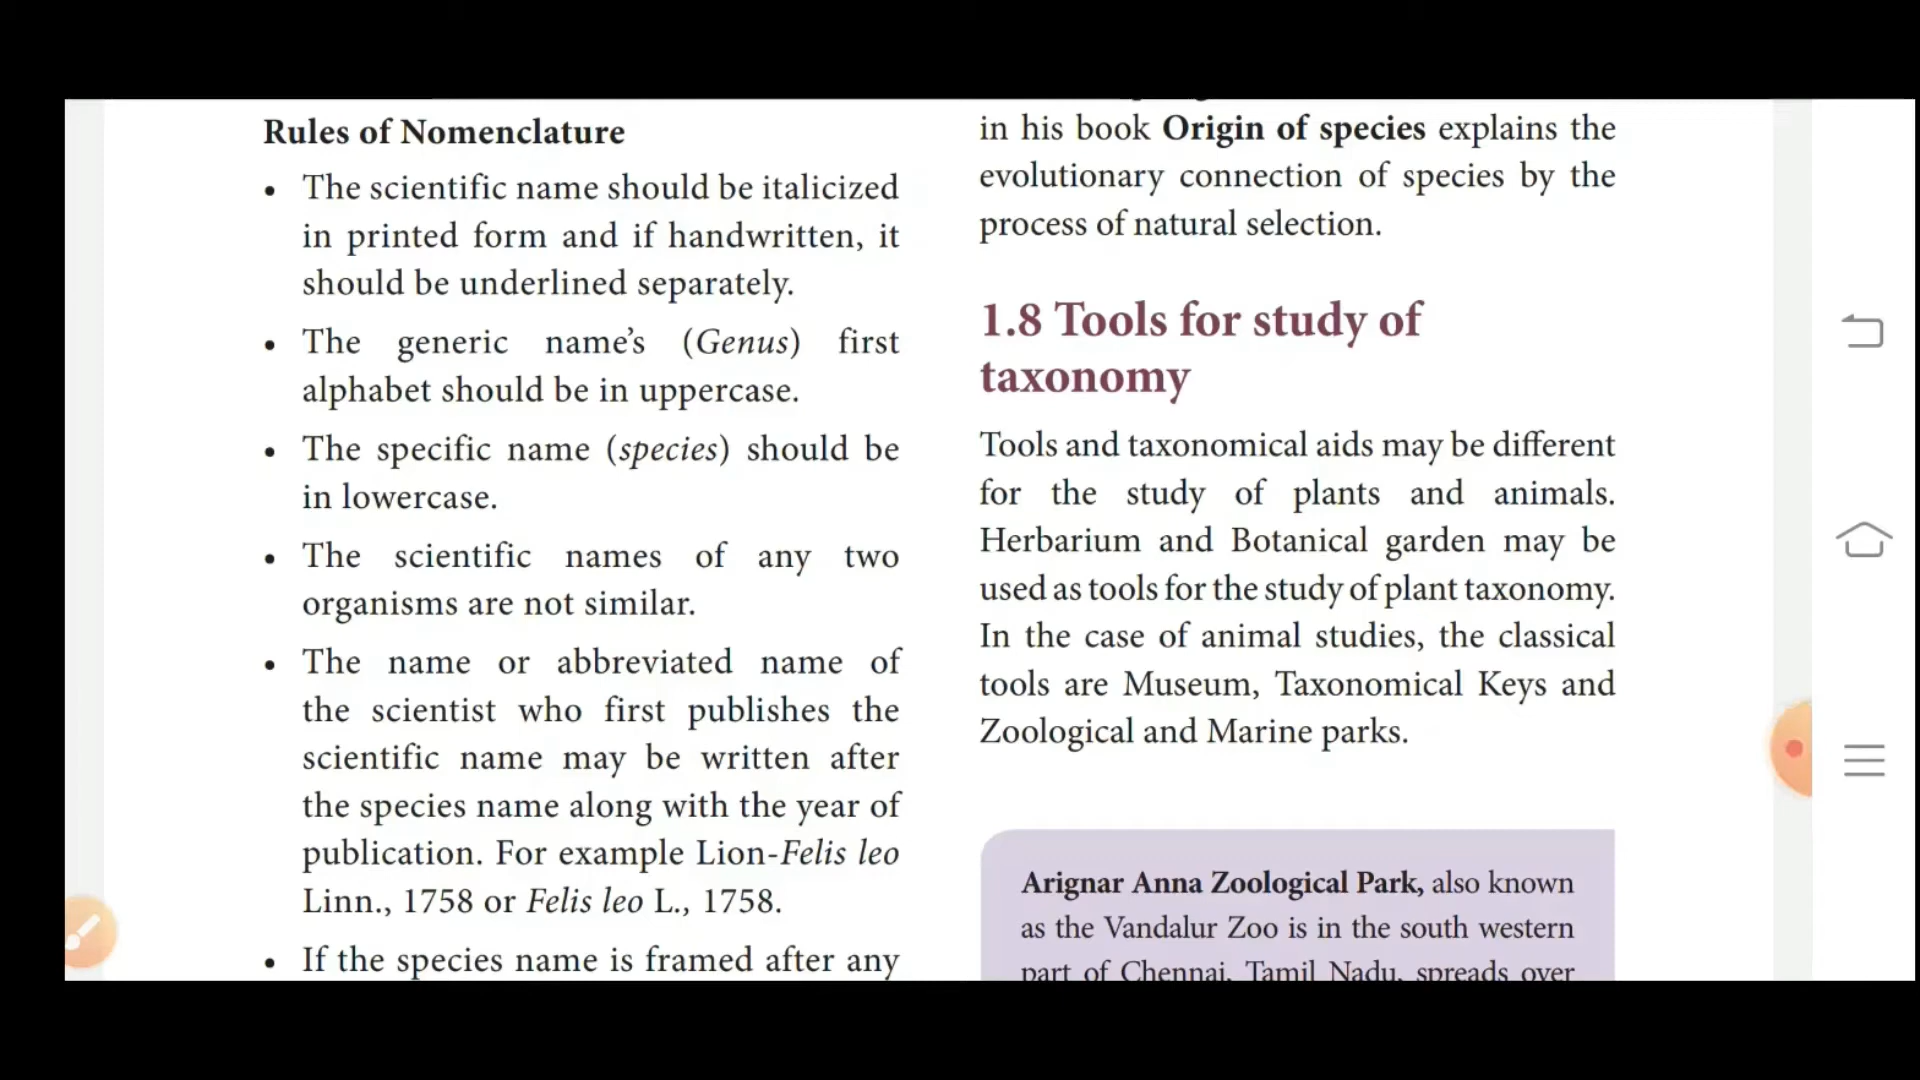 Rules of Nomenclature
• The scientific name should be italicized
in printed form and if handwritten, it
should be underlined separately.
• The generic name’s (Genus) first
alphabet should be in uppercase.
• The specific name (species) should be
in lowercase.
• The scientific names of any two
organisms are not similar.
• The name or abbreviated name of
the scientist who first publishes the
scientific name may be written after
the species name along with the year of
publication. For example Lion-Felis leo
Linn., 1758 or Felis leo L., 1758.
• If the species name is framed after any
in his book Origin of species explains the
evolutionary connection of species by the
process of natural selection.
1.8 Tools for study of
taxonomy
Tools and taxonomical aids may be different
for the study of plants and animals.
Herbarium and Botanical garden may be
used as tools for the study of plant taxonomy.
In the case of animal studies, the classical
tools are Museum, Taxonomical Keys and
Zoological and Marine parks.
Arignar Anna Zoological Park, also known
as the Vandalur Zoo is in the south western
part of Chennai, Tamil Nadu, spreads over